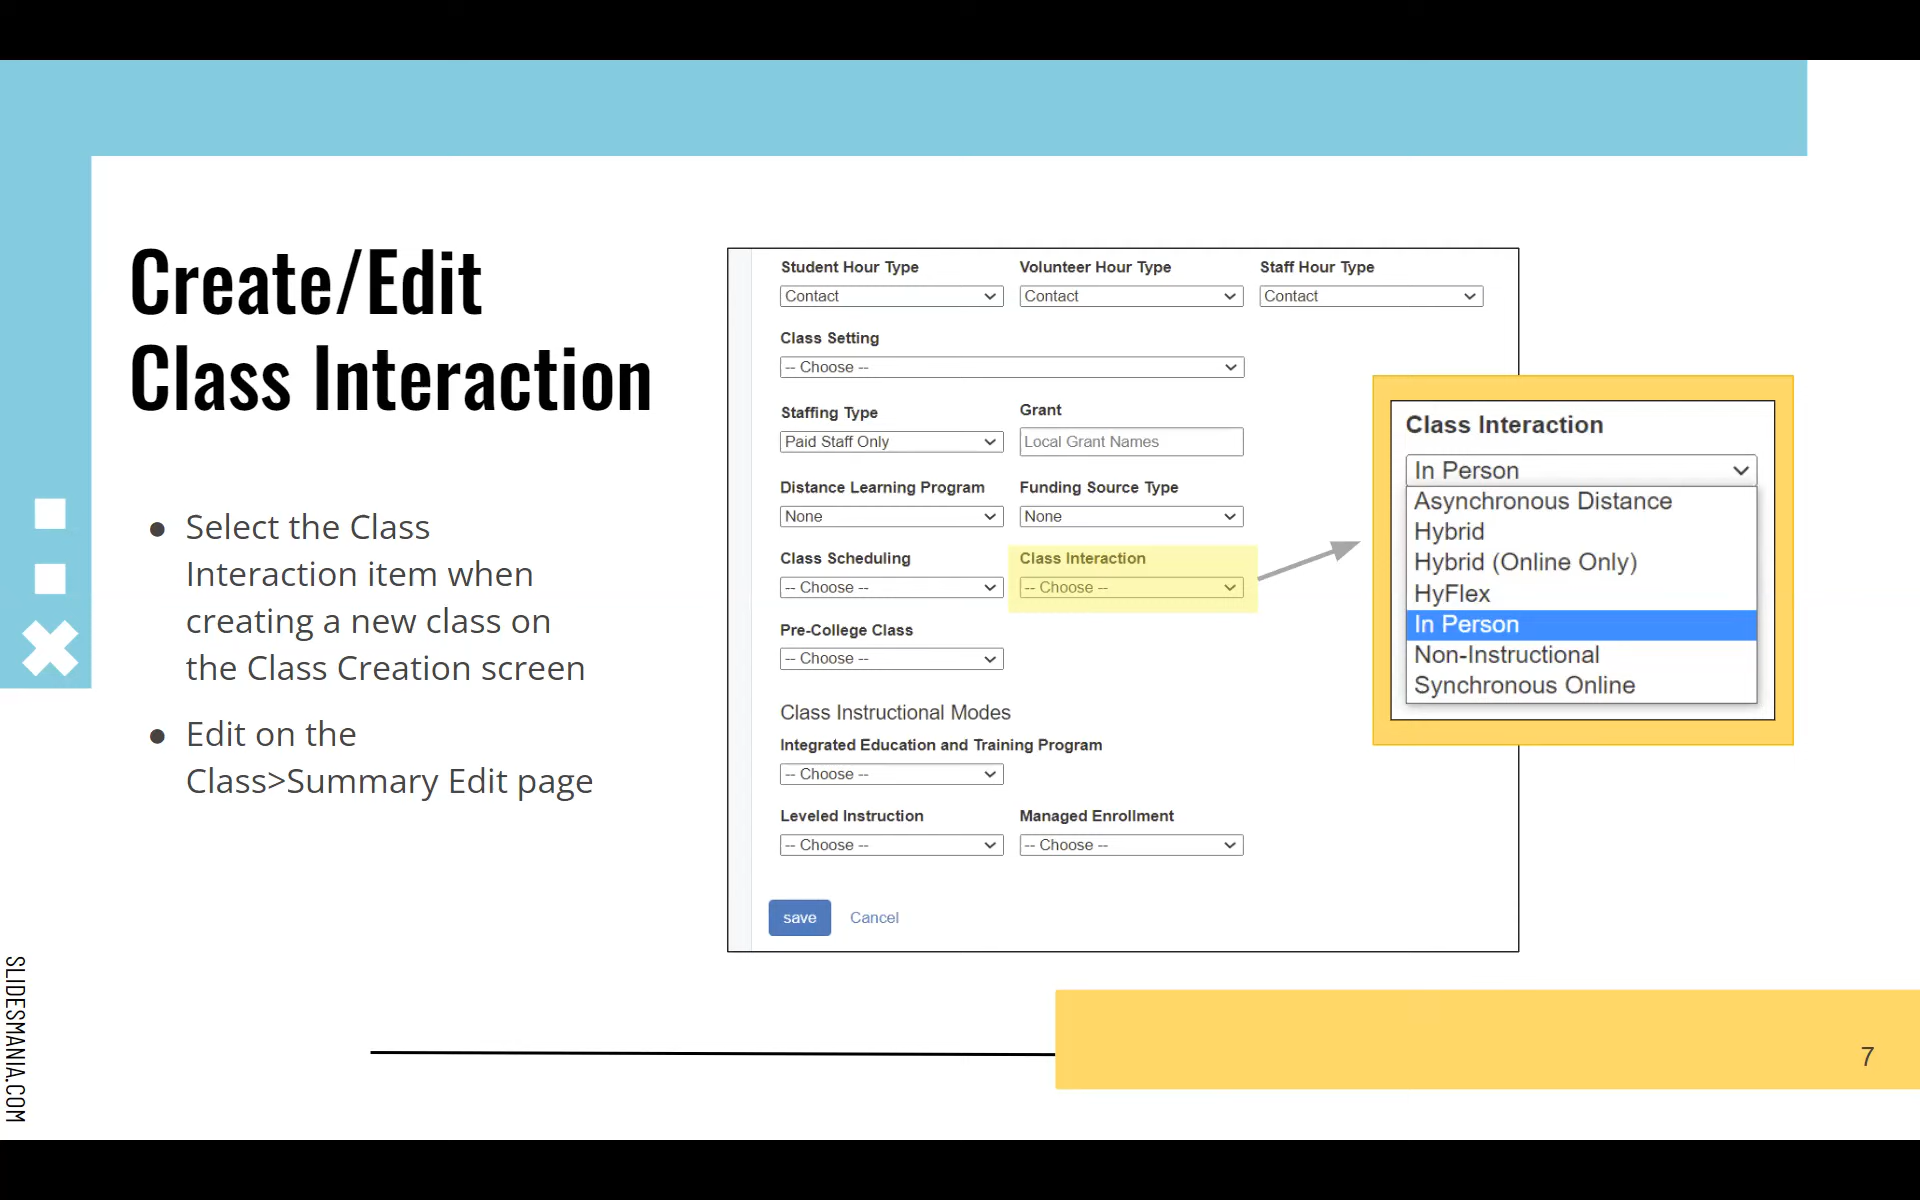 Create/Edit
Class Interaction
● Select the Class
Interaction item when
creating a new class on
the Class Creation screen
● Edit on the
Class>Summary Edit page
Student Hour Type Volunteer Hour Type Staff Hour Type
Contact Contact Contact
Class Setting
-- Choose --
Staffing Type Grant
Paid Staff Only Local Grant Names
Distance Learning Program Funding Source Type
None None
Class Scheduling Class Interaction
-- Choose -- -- Choose --
Pre-College Class
-- Choose --
Class Instructional Modes
Integrated Education and Training Program
-- Choose --
Leveled Instruction Managed Enrollment
-- Choose -- -- Choose --
save Cancel
Class Interaction
In Person
Asynchronous Distance
Hybrid
Hybrid (Online Only)
HyFlex
In Person
Non-Instructional
Synchronous Online
SLIDESMANIA.COM
7